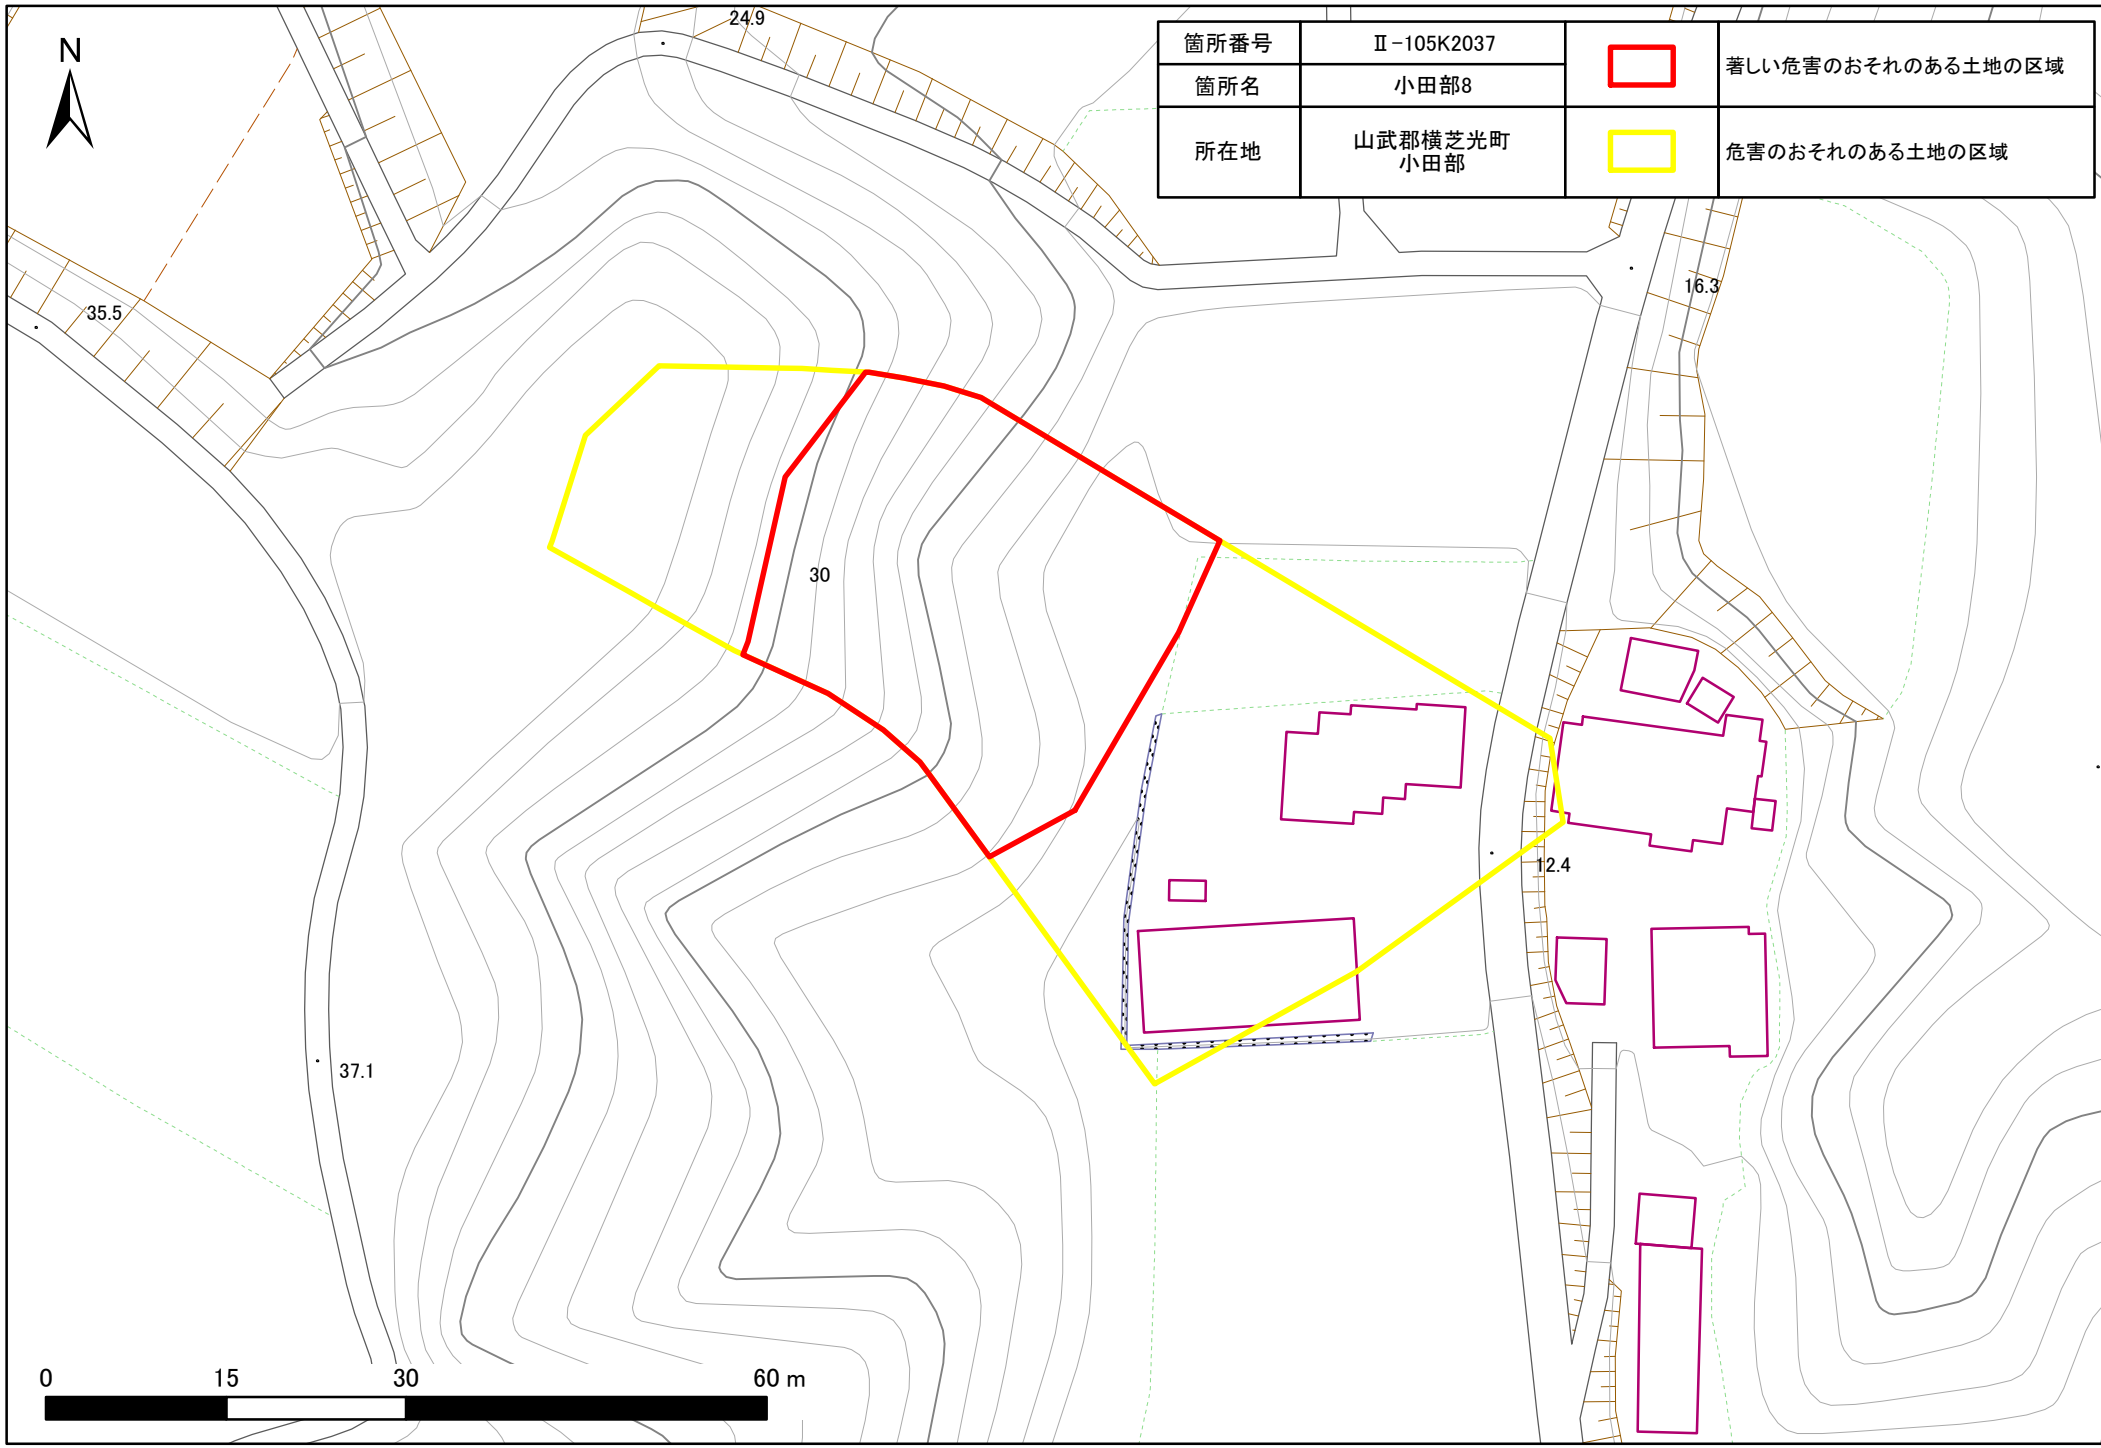 24.9
N
箇所番号
Ⅱ-105K2037
著しい危害のおそれのある土地の区域
箇所名
小田部8
所在地
山武郡横芝光町
小田部
危害のおそれのある土地の区域
16.3
35.5
30
12.4
37.1
0 15 30 60 m